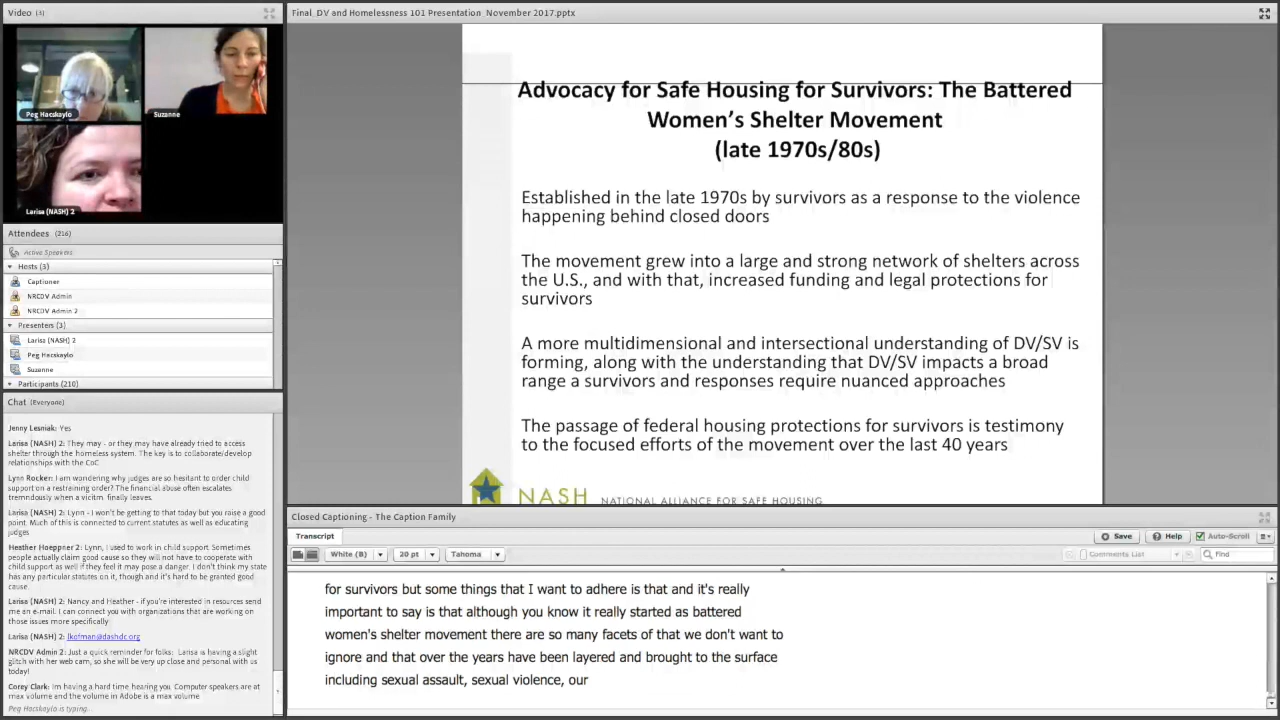 Video (3)
Peg Hacskaylo
Suzanne
Larisa (NASH) 2
Attendees (216)
Active Speakers
Hosts (3)
Captioner
NRCDV Admin
NRCDV Admin 2
Presenters (3)
Larisa (NASH) 2
Peg Hacskaylo
Suzanne
Participants (210)
Chat (Everyone)
Jenny Lesniak: Yes
Larisa (NASH) 2: They may - or they may have already tried to access
shelter through the homeless system. The key is to collaborate/develop
relationships with the CoC
Lynn Rocker: I am wondering why judges are so hesitant to order child
support on a restraining order? The financial abuse often escalates
tremndously when a victim. finally leaves.
Larisa (NASH) 2: Lynn - I won't be getting to that today but you raise a good
point. Much of this is connected to current statutes as well as educating
judges
Heather Hoeppner 2: Lynn, I used to work in child support. Sometimes
people actually claim good cause so they will not have to cooperate with
child support as well if they feel it may pose a danger. I don't think my state
has any particular statutes on it, though and it's hard to be granted good
cause.
Larisa (NASH) 2: Nancy and Heather - if you're interested in resources send
me an e-mail. I can connect you with organizations that are working on
those issues more specifically
Larisa (NASH) 2: lkofman@dashdc.org
NRCDV Admin 2: Just a quick reminder for folks: Larisa is having a slight
glitch with her web cam, so she will be very up close and personal with us
today!
Corey Clark: Im having a hard time hearing you. Computer speakers are at
max volume and the volume in Adobe is a max volume
Peg Hacskaylo is typing.
Final_DV and Homelessness 101 Presentation November 2017.pptx
Advocacy for Safe Housing for Survivors: The Battered
Women's Shelter Movement
(late 1970s/80s)
Established in the late 1970s by survivors as a response to the violence
happening behind closed doors
The movement grew into a large and strong network of shelters across
the U.S., and with that, increased funding and legal protections for
survivors
A more multidimensional and intersectional understanding of DV/SV is
forming, along with the understanding that DV/SV impacts a broad
range a survivors and responses require nuanced approaches
The passage of federal housing protections for survivors is testimony
to the focused efforts of the movement over the last 40 years
NASH NATIONAL ALLIANCE FOR SAFE HOUSING
Closed Captioning - The Caption Family
Transcript
Save
Help
Auto-Scroll
White (B)
20 pt
Tahoma
Comments List
Find
for survivors but some things that I want to adhere is that and it's really
important to say is that although you know it really started as battered
women's shelter movement there are so many facets of that we don't want to
ignore and that over the years have been layered and brought to the surface
including sexual assault, sexual violence, our